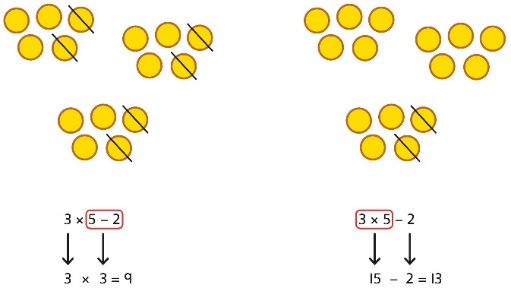 3 × 5 – 2
3 × 3 = 9
3 × 5 – 2
15 – 2 = 13